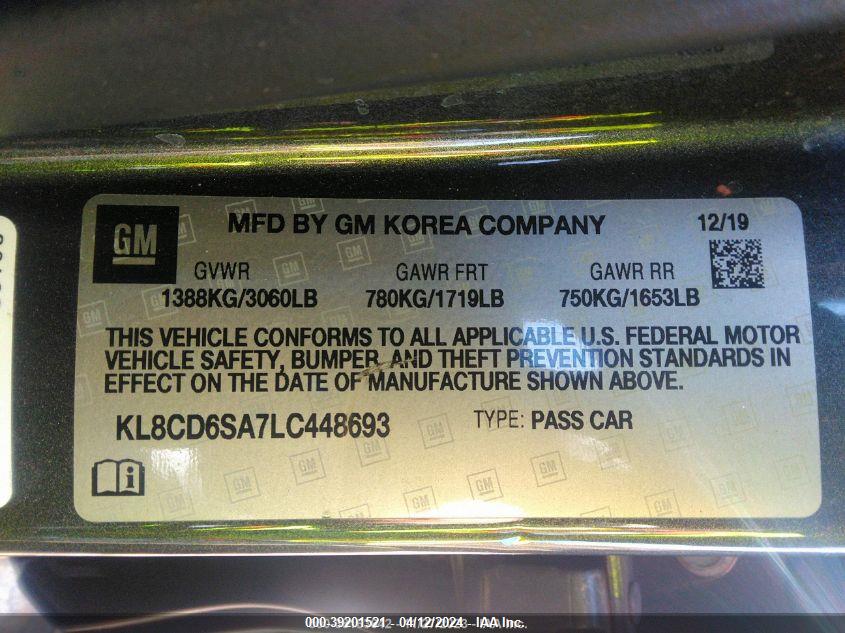 GM
MFD BY GM KOREA COMPANY
12/19
GVWR GAWR FRT GAWR RR
1388KG/3060LB 780KG/1719LB 750KG/1653LB
THIS VEHICLE CONFORMS TO ALL APPLICABLE U.S. FEDERAL MOTOR
VEHICLE SAFETY, BUMPER, AND THEFT PREVENTION STANDARDS IN
EFFECT ON THE DATE OF MANUFACTURE SHOWN ABOVE.
KL8CD6SA7LC448693 TYPE: PASS CAR
000-39201521 - 04/12/2024 - IAA Inc.